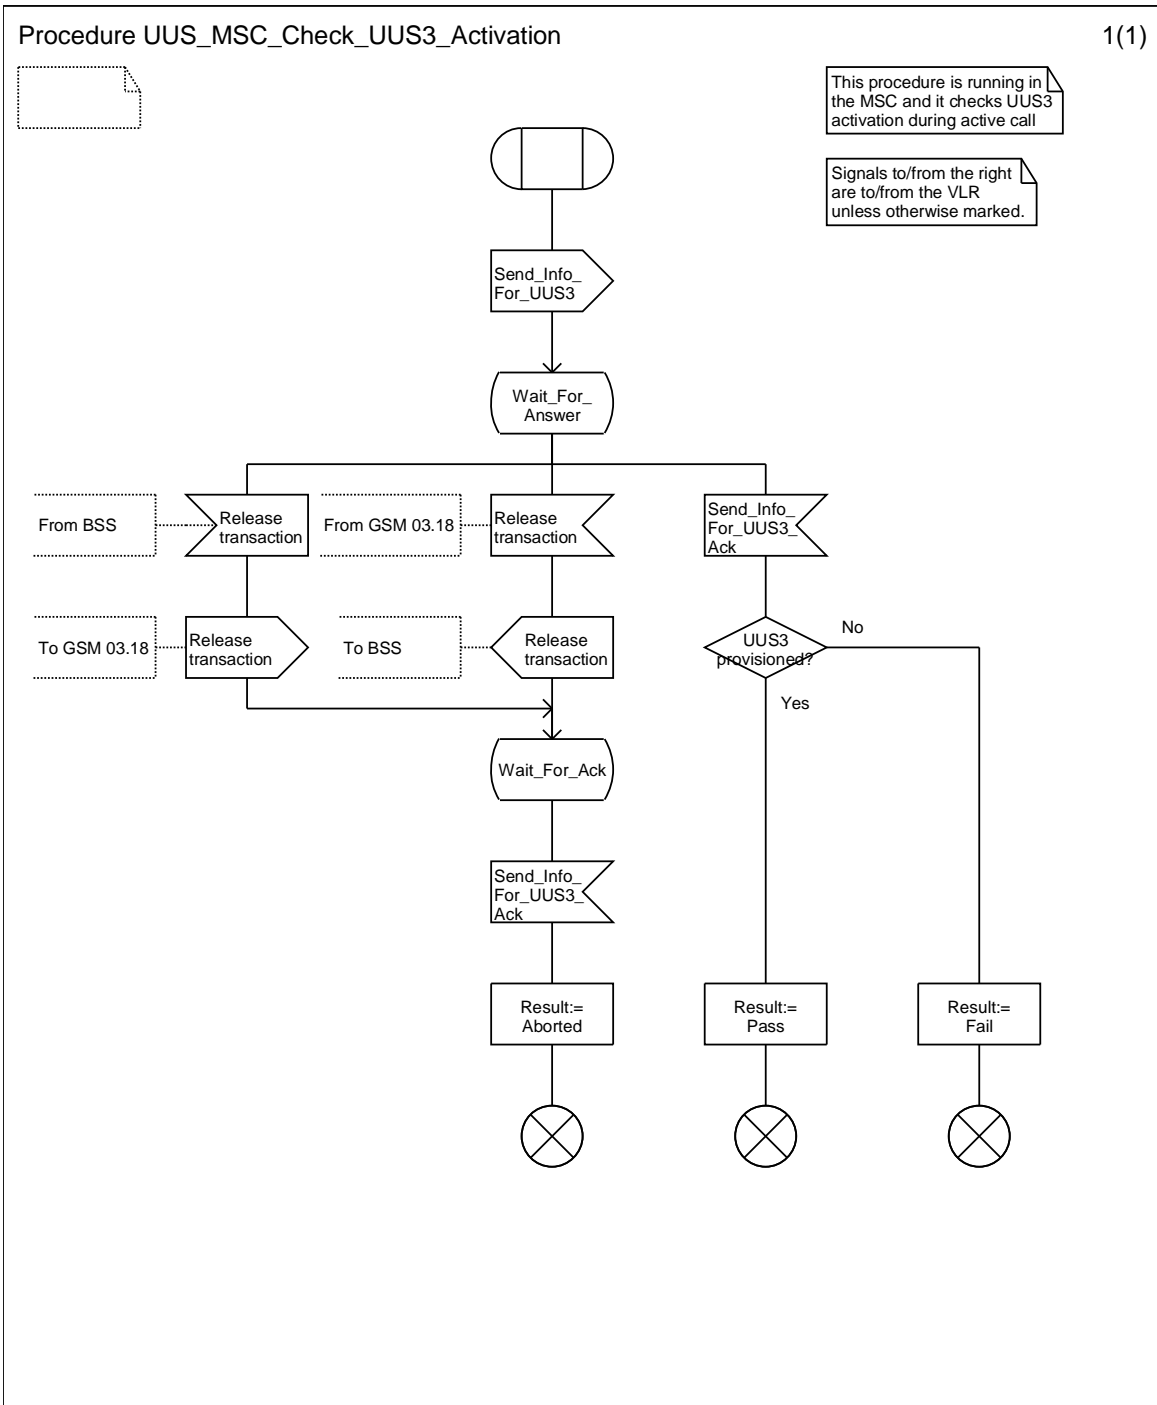 Procedure UUS_MSC_Check_UUS3_Activation
1(1)
This procedure is running in
the MSC and it checks UUS3
activation during active call
Signals to/from the right
are to/from the VLR
unless otherwise marked.
Send_Info_
For_UUS3
Wait_For_
Answer
From BSS
Release
transaction
From GSM 03.18
Release
transaction
Send_Info_
For_UUS3_
Ack
To GSM 03.18
Release
transaction
To BSS
Release
transaction
UUS3
provisioned?
No
Yes
Wait_For_Ack
Send_Info_
For_UUS3_
Ack
Result:=
Aborted
Result:=
Pass
Result:=
Fail